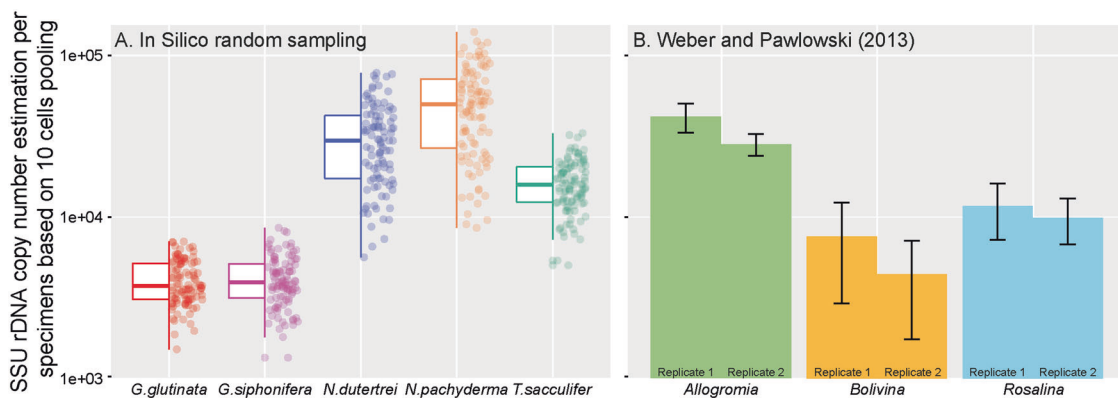 SSU rDNA copy number estimation per
specimens based on 10 cells pooling
A. In Silico random sampling
B. Weber and Pawlowski (2013)
1e+05
1e+04
1e+03
G.glutinata G.siphonifera N.dutertrei N.pachyderma T.sacculifer
Replicate 1 Replicate 2 Replicate 1 Replicate 2 Replicate 1 Replicate 2
Allogromia Bolivina Rosalina